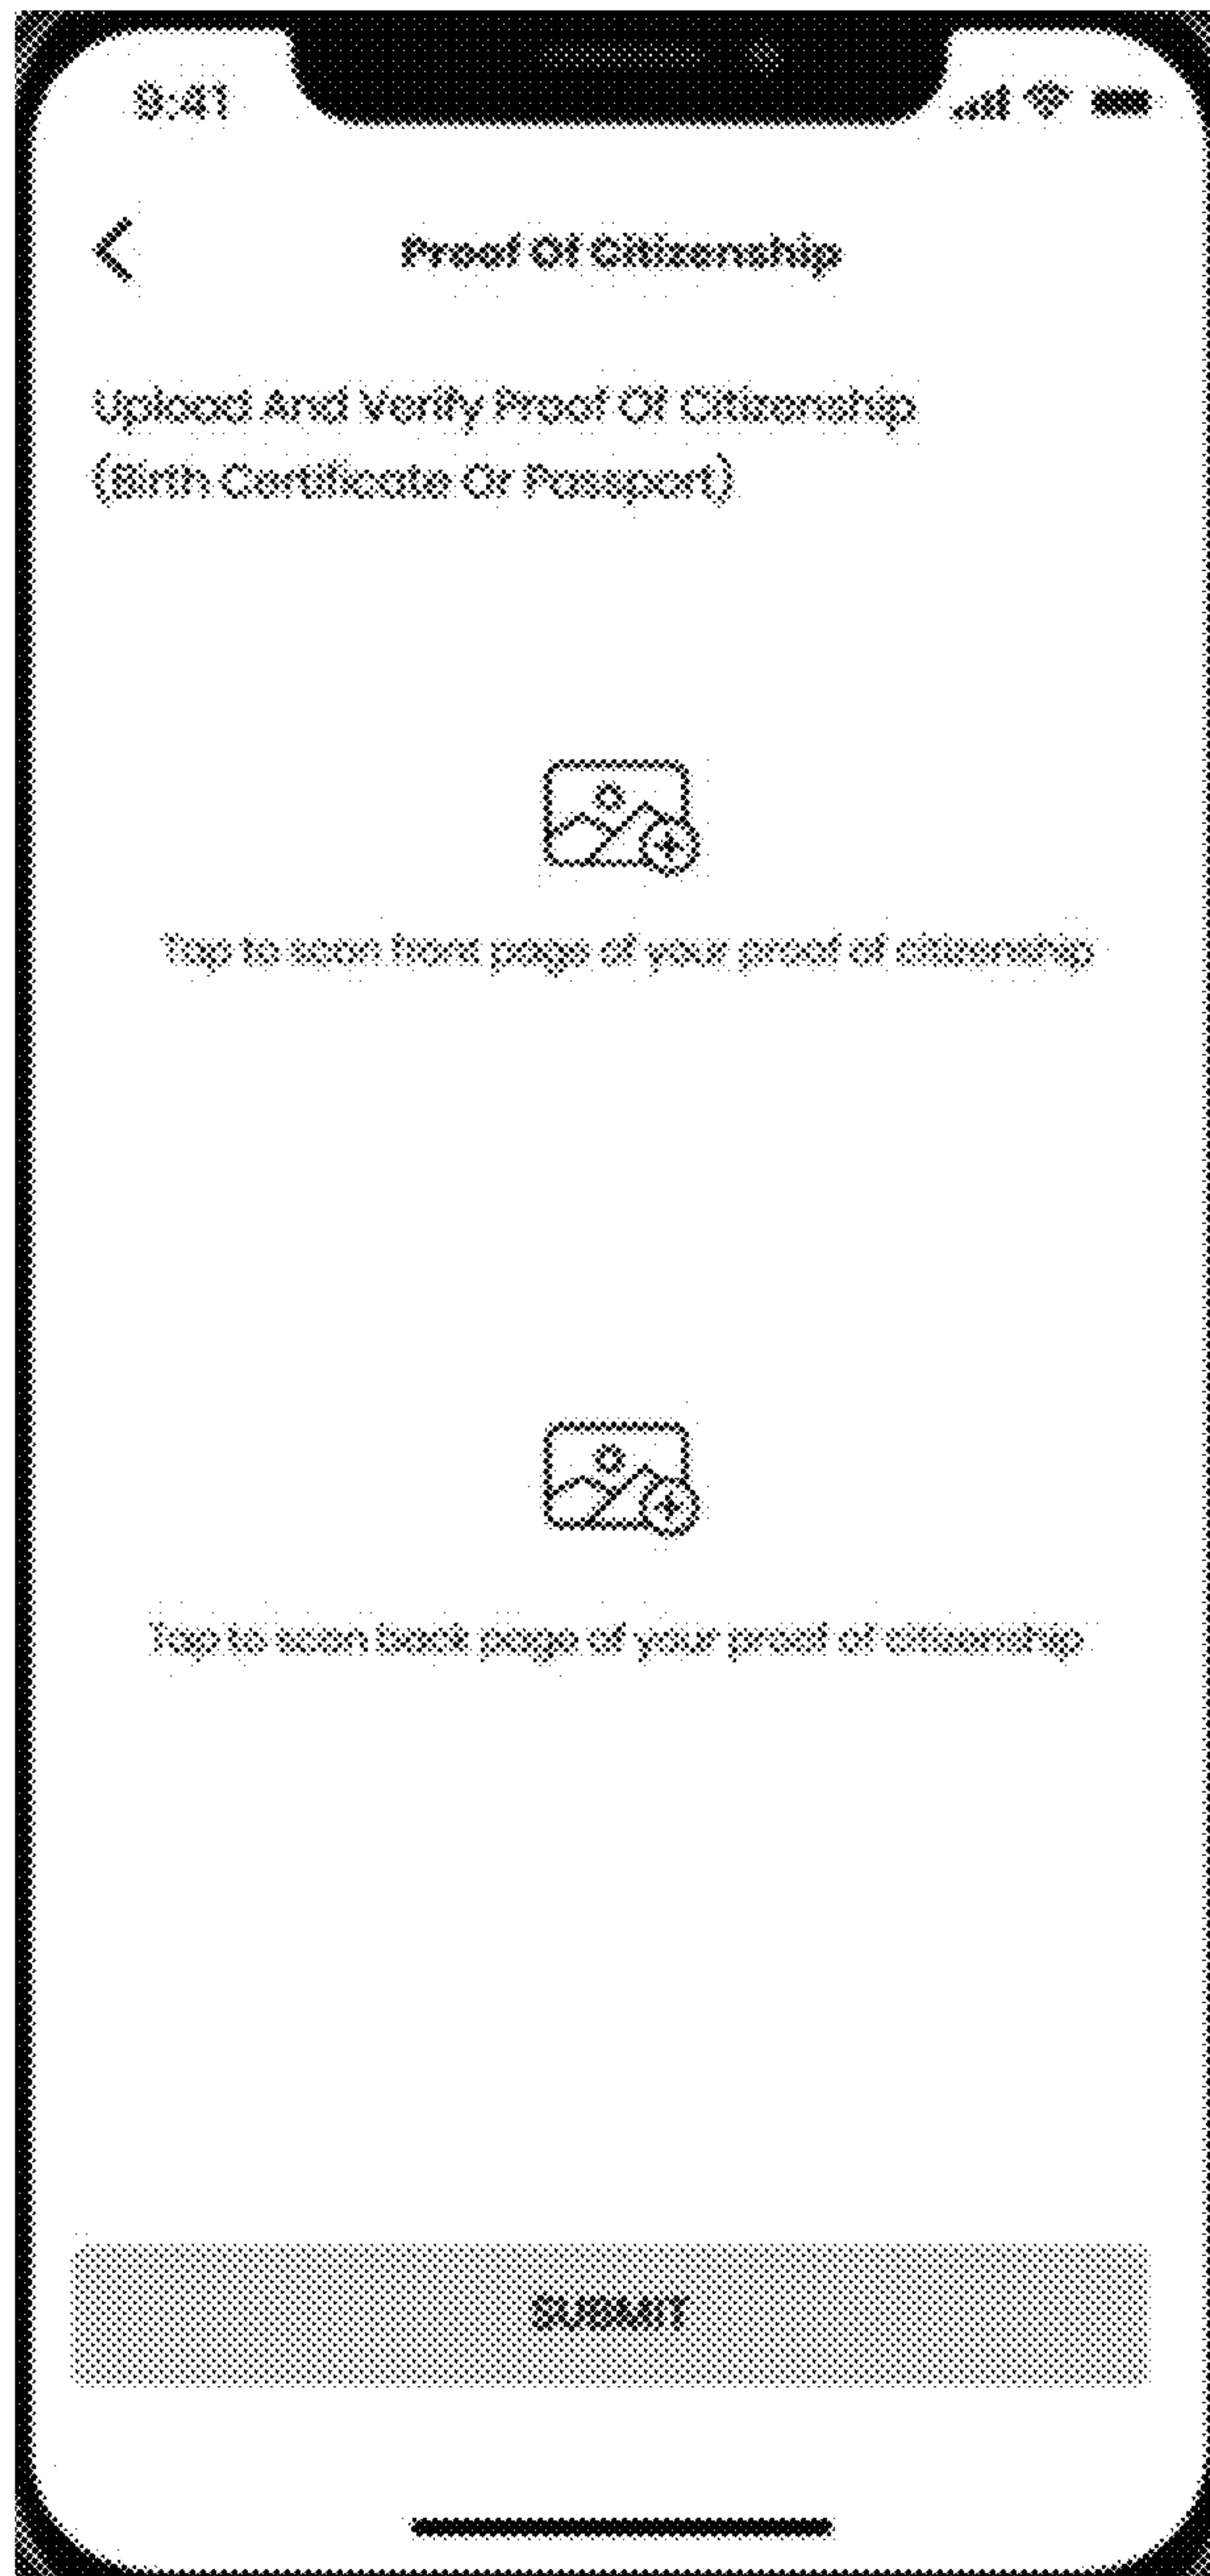 9:41
Proof Of Citizenship
Upload And Verify Proof Of Citizenship
(Birth Certificate Or Passport)
Tap to scan front page of your proof of citizenship
Tap to scan back page of your proof of citizenship
SUBMIT